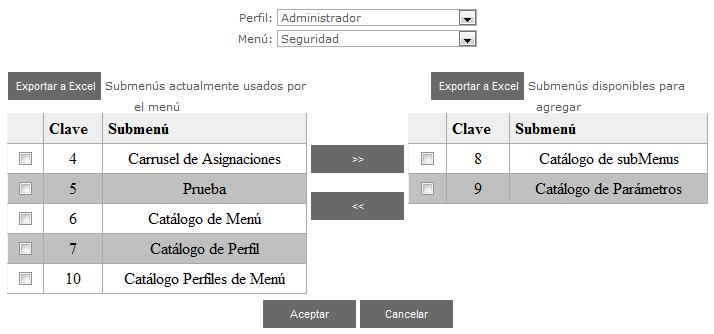 Perfil: Administrador
Menú: Seguridad
Exportar a Excel Submenús actualmente usados por
el menú
Clave Submenú
4 Carrusel de Asignaciones
5 Prueba
6 Catálogo de Menú
7 Catálogo de Perfil
10 Catálogo Perfiles de Menú
>>
<<
Exportar a Excel Submenús disponibles para
agregar
Clave Submenú
8 Catálogo de subMenus
9 Catálogo de Parámetros
Aceptar Cancelar